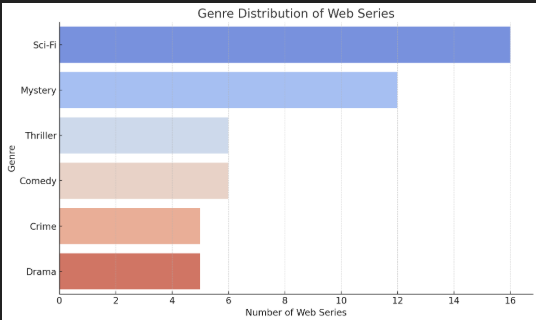 Genre Distribution of Web Series
Sci-Fi
Mystery
Thriller
Comedy
Crime
Drama
Genre
0 2 4 6 8 10 12 14 16
Number of Web Series